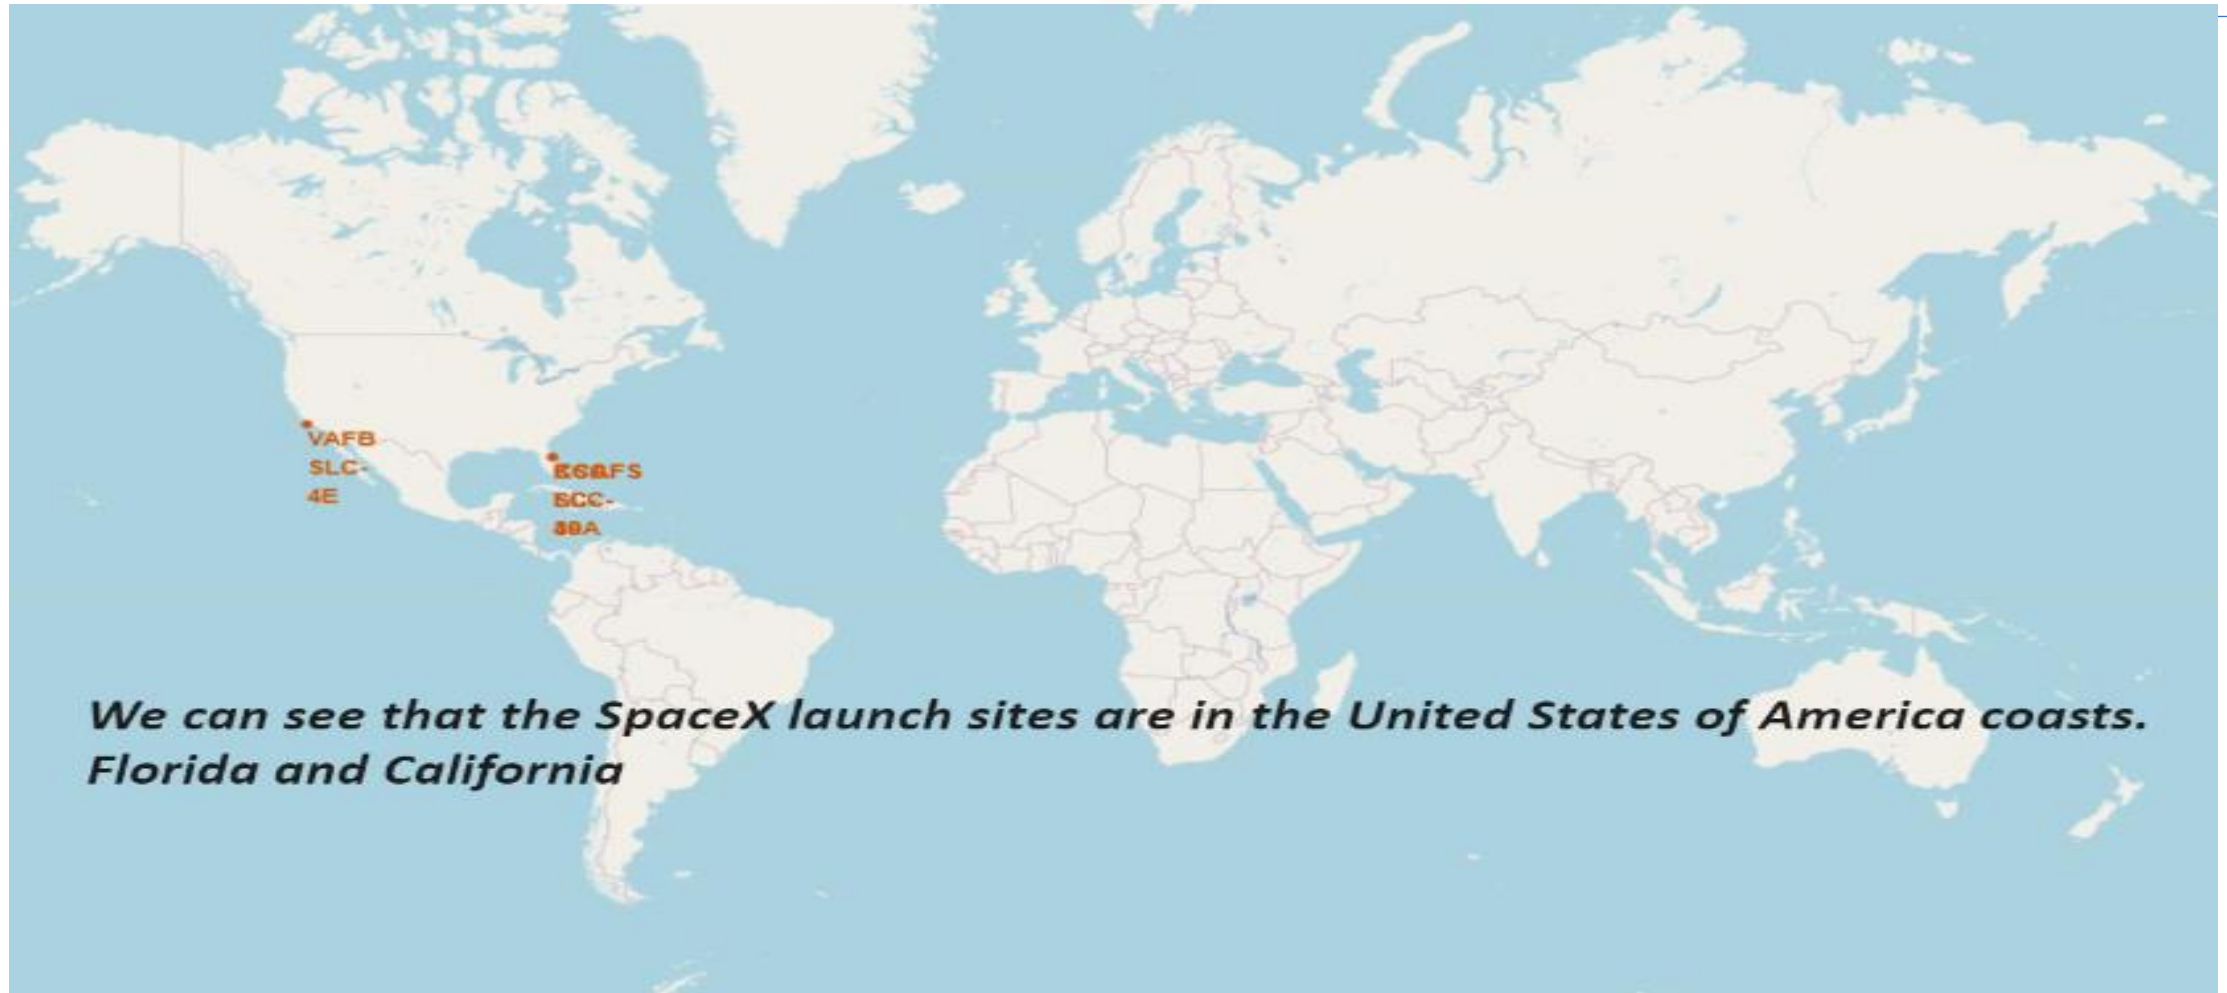 VAFB
SLC-
4E
We can see that the SpaceX launch sites are in the United States of America coasts.
Florida and California